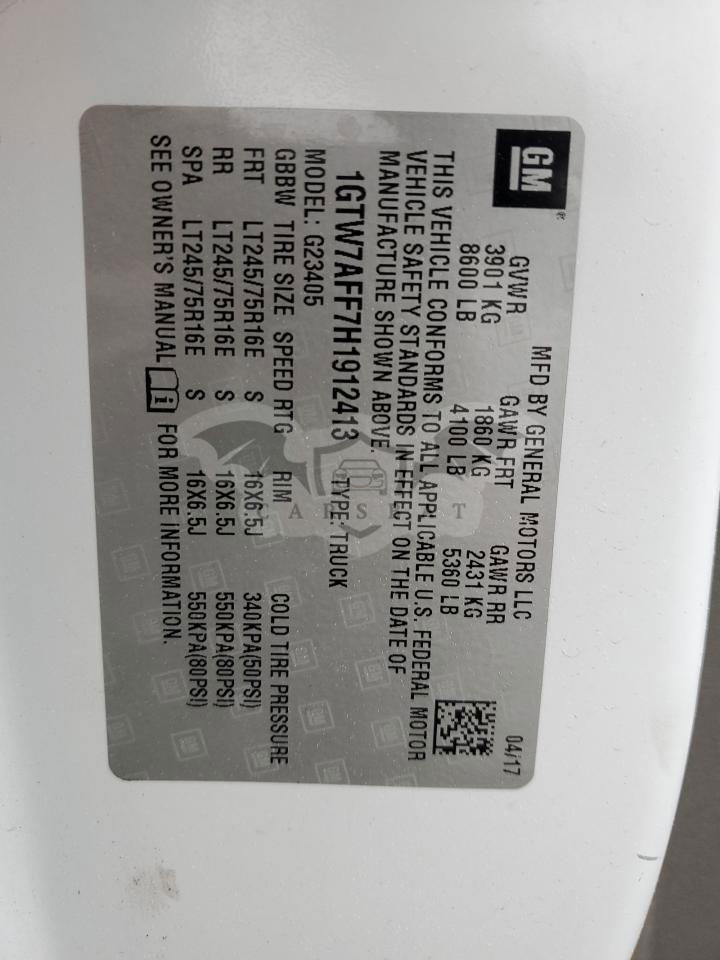 GM®
MFD BY GENERAL MOTORS LLC 04/17
GVWR GAWR FRT GAWR RR
3901 KG 1860 KG 2431 KG
8600 LB 4100 LB 5360 LB
THIS VEHICLE CONFORMS TO ALL APPLICABLE U.S. FEDERAL MOTOR
VEHICLE SAFETY STANDARDS IN EFFECT ON THE DATE OF
MANUFACTURE SHOWN ABOVE.
1GTW7AFF7H1912413 TYPE: TRUCK
MODEL: G23405
GBBW TIRE SIZE SPEED RTG RIM COLD TIRE PRESSURE
FRT LT245/75R16E S 16X6.5J 340KPA(50PSI)
RR LT245/75R16E S 16X6.5J 550KPA(80PSI)
SPA LT245/75R16E S 16X6.5J 550KPA(80PSI)
SEE OWNER'S MANUAL i FOR MORE INFORMATION.